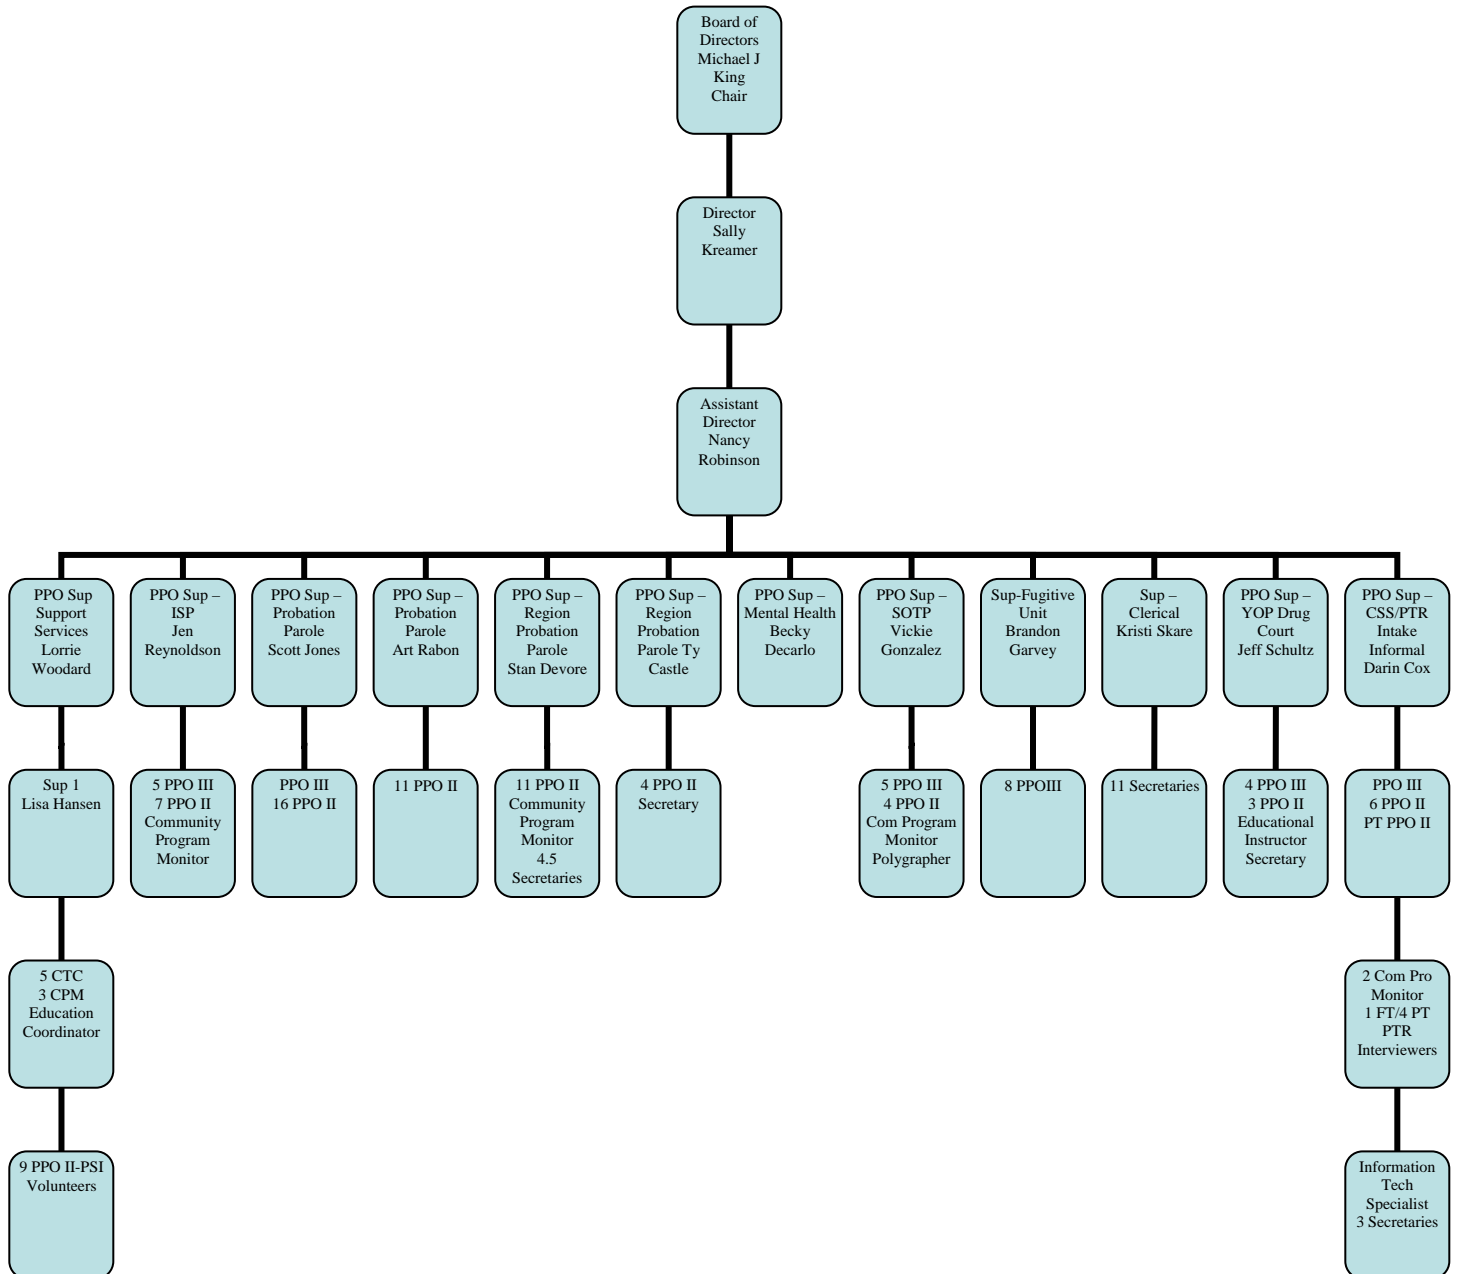 Board of
Directors
Michael J
King
Chair
Director
Sally
Kreamer
Assistant
Director
Nancy
Robinson
PPO Sup
Support
Services
Lorrie
Woodard
PPO Sup –
ISP
Jen
Reynoldson
PPO Sup –
Probation
Parole
Scott Jones
PPO Sup –
Probation
Parole
Art Rabon
PPO Sup –
Region
Probation
Parole
Stan Devore
PPO Sup –
Region
Probation
Parole Ty
Castle
PPO Sup –
Mental Health
Becky
Decarlo
PPO Sup –
SOTP
Vickie
Gonzalez
Sup-Fugitive
Unit
Brandon
Garvey
Sup –
Clerical
Kristi Skare
PPO Sup –
YOP Drug
Court
Jeff Schultz
PPO Sup –
CSS/PTR
Intake
Informal
Darin Cox
Sup 1
Lisa Hansen
5 PPO III
7 PPO II
Community
Program
Monitor
PPO III
16 PPO II
11 PPO II
11 PPO II
Community
Program
Monitor
4.5
Secretaries
4 PPO II
Secretary
5 PPO III
4 PPO II
Com Program
Monitor
Polygrapher
8 PPOIII
11 Secretaries
4 PPO III
3 PPO II
Educational
Instructor
Secretary
PPO III
6 PPO II
PT PPO II
5 CTC
3 CPM
Education
Coordinator
2 Com Pro
Monitor
1 FT/4 PT
PTR
Interviewers
9 PPO II-PSI
Volunteers
Information
Tech
Specialist
3 Secretaries